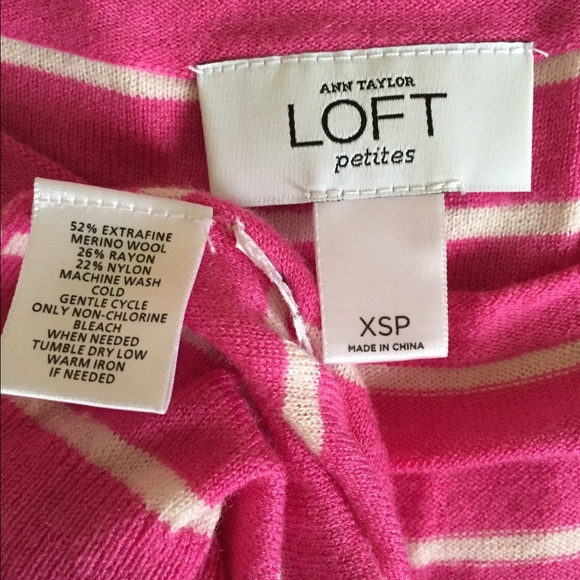 ANN TAYLOR
LOFT
petites
XSP
MADE IN CHINA
52% EXTRAFINE
MERINO WOOL
26% RAYON
22% NYLON
MACHINE WASH
COLD
GENTLE CYCLE
ONLY NON-CHLORINE
BLEACH
WHEN NEEDED
TUMBLE DRY LOW
WARM IRON
IF NEEDED